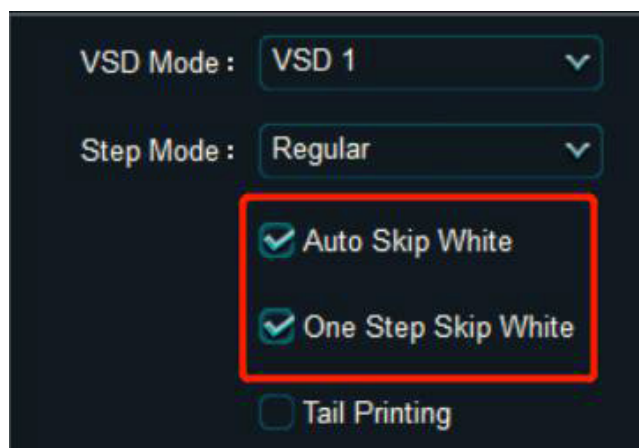 VSD Mode: VSD 1
Step Mode: Regular
Auto Skip White
One Step Skip White
Tail Printing